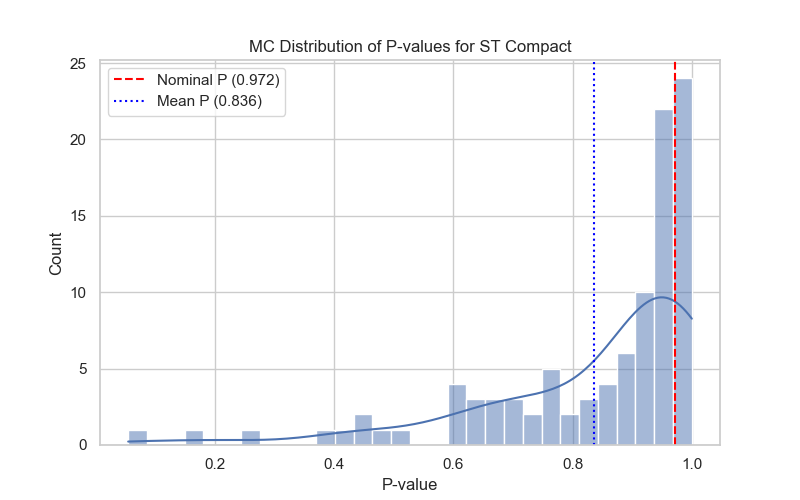 MC Distribution of P-values for ST Compact
Nominal P (0.972)
Mean P (0.836)
25
20
15
10
5
0
Count
0.2
0.4
0.6
0.8
1.0
P-value